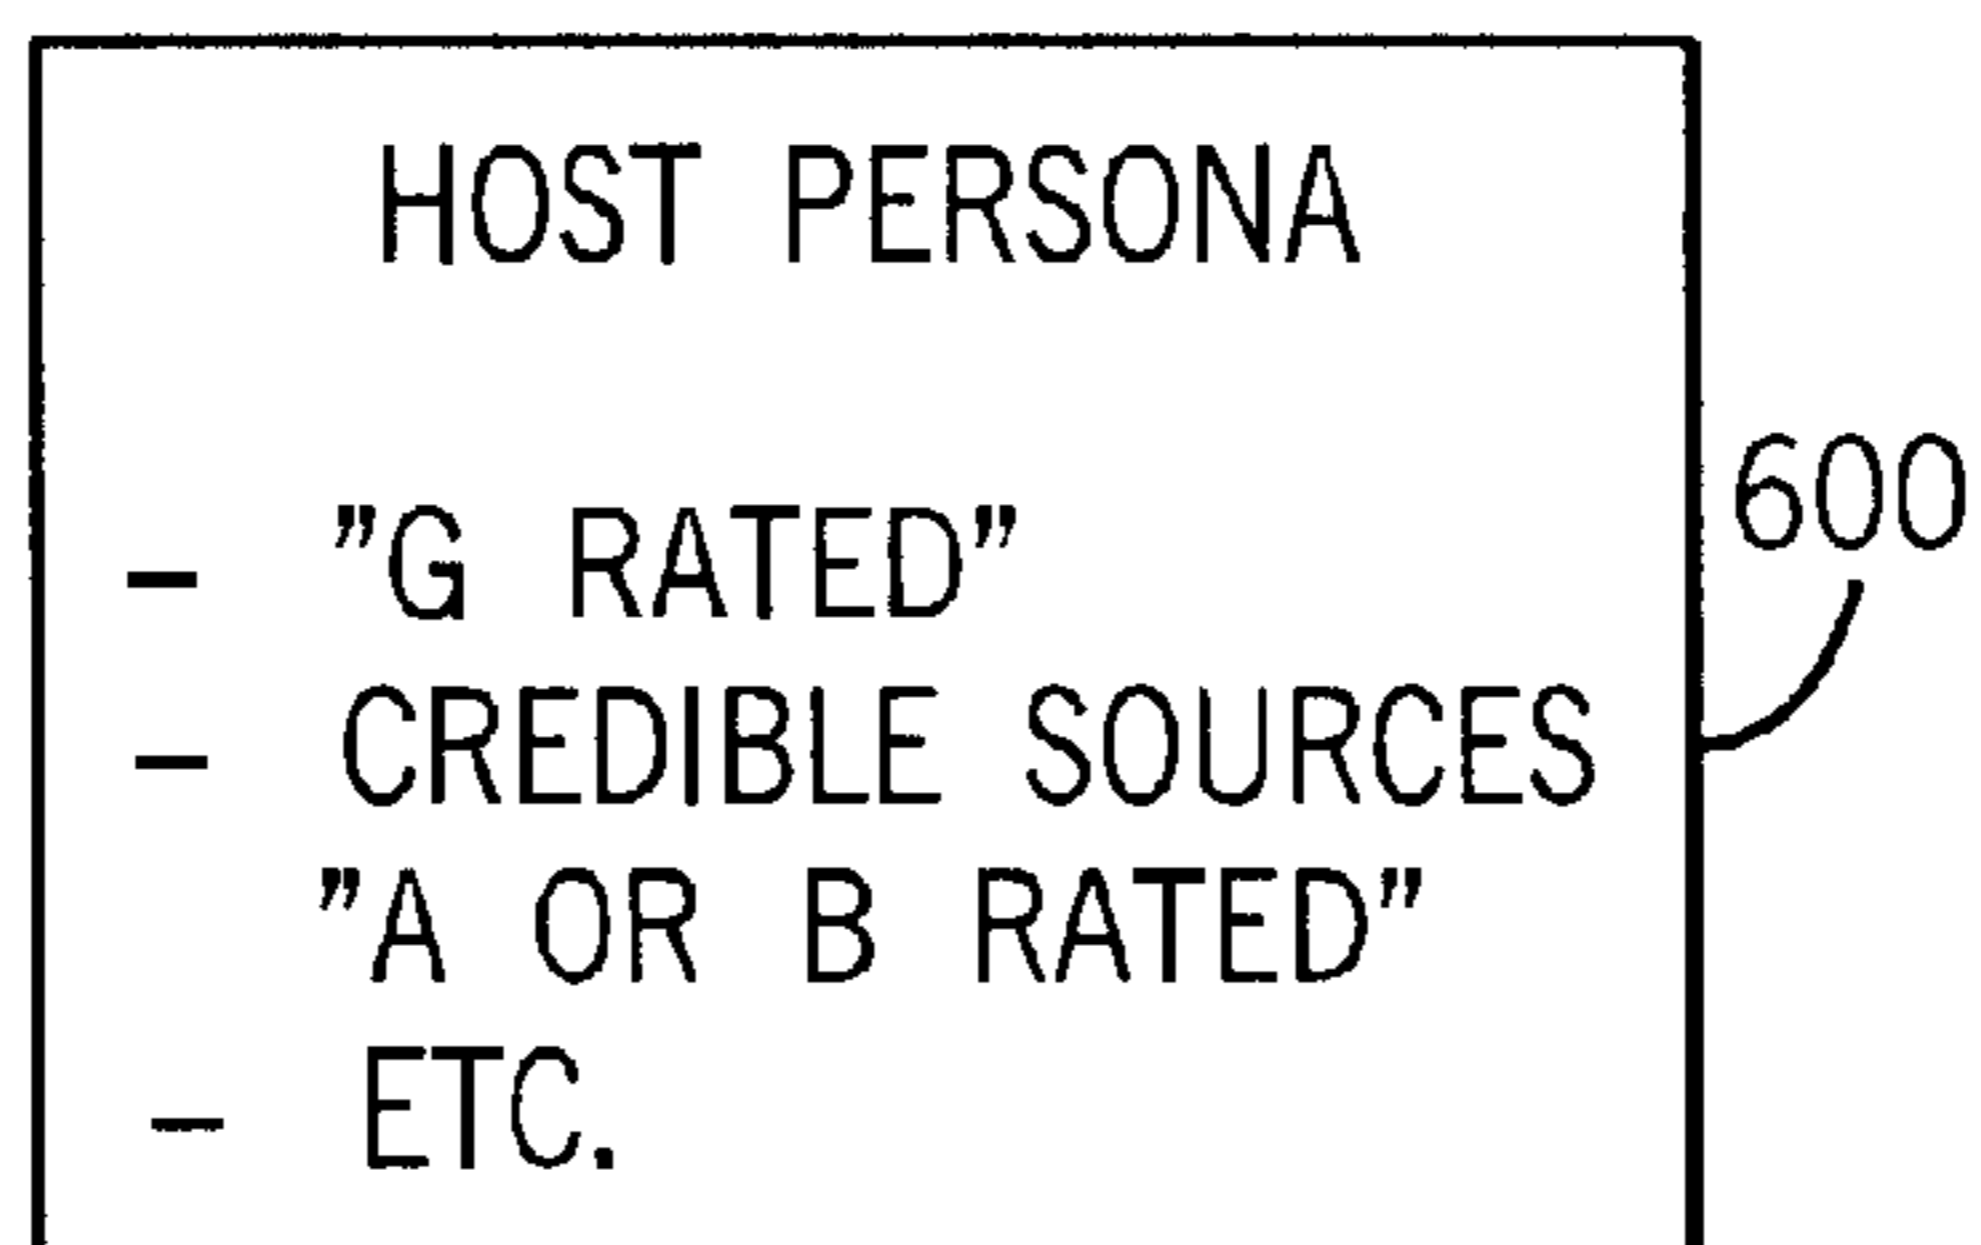 HOST PERSONA
- "G RATED"
600
- CREDIBLE SOURCES
"A OR B RATED"
- ETC.